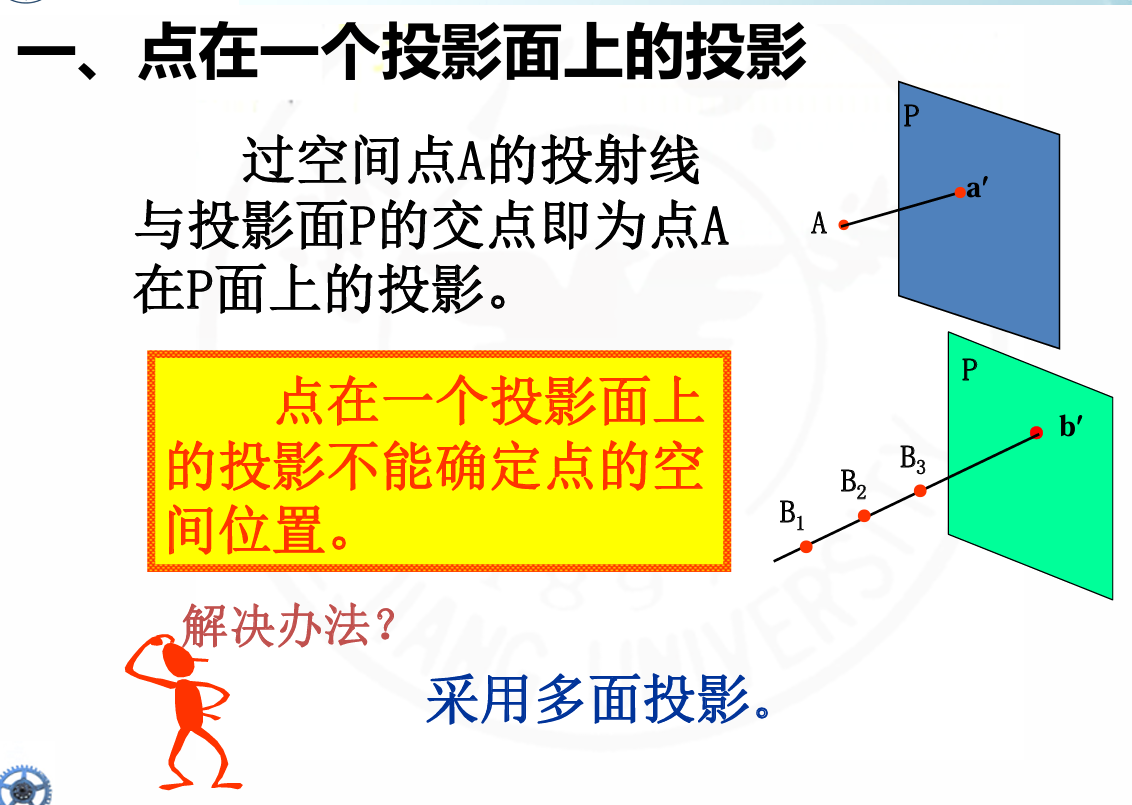 一、点在一个投影面上的投影
过空间点A的投射线
与投影面P的交点即为点A
在P面上的投影。
P
a′
A
点在一个投影面上
的投影不能确定点的空
间位置。
P
b′
B3
B2
B1
解决办法？
采用多面投影。